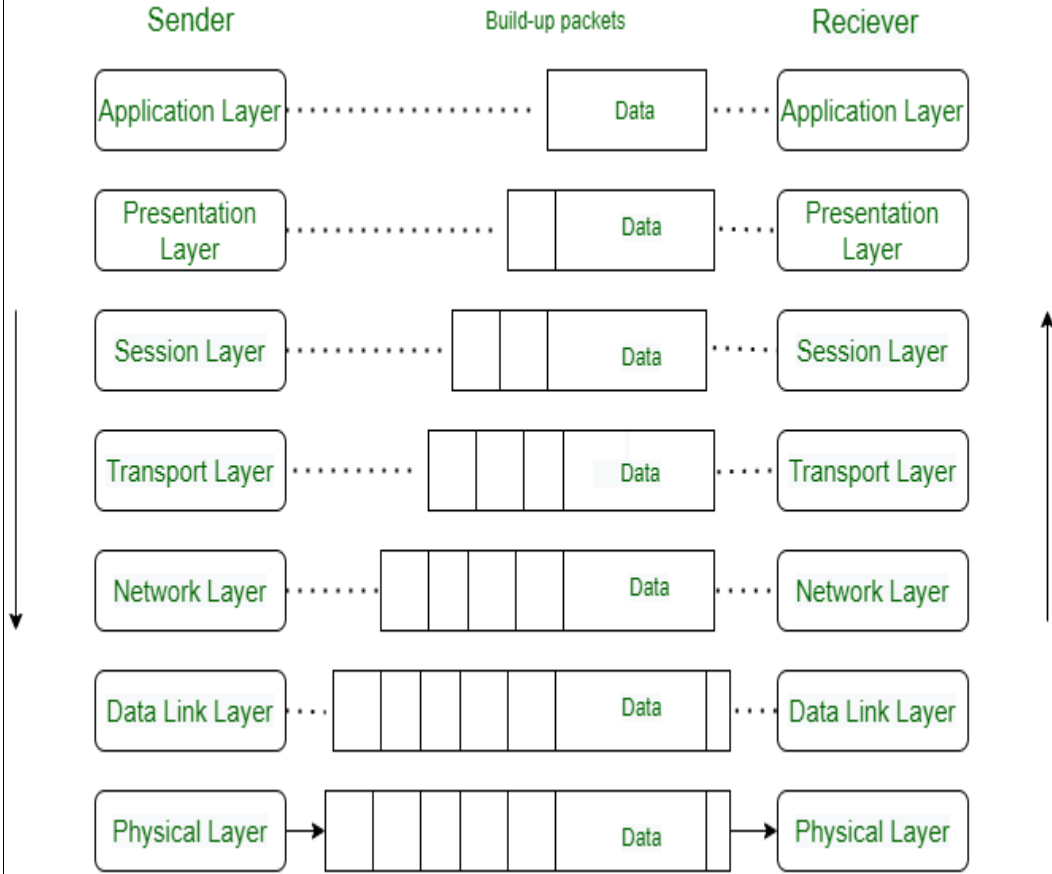 Sender
Build-up packets
Reciever
Application Layer
Data
Application Layer
Presentation
Layer
Data
Presentation
Layer
Session Layer
Data
Session Layer
Transport Layer
Data
Transport Layer
Network Layer
Data
Network Layer
Data Link Layer
Data
Data Link Layer
Physical Layer
Data
Physical Layer